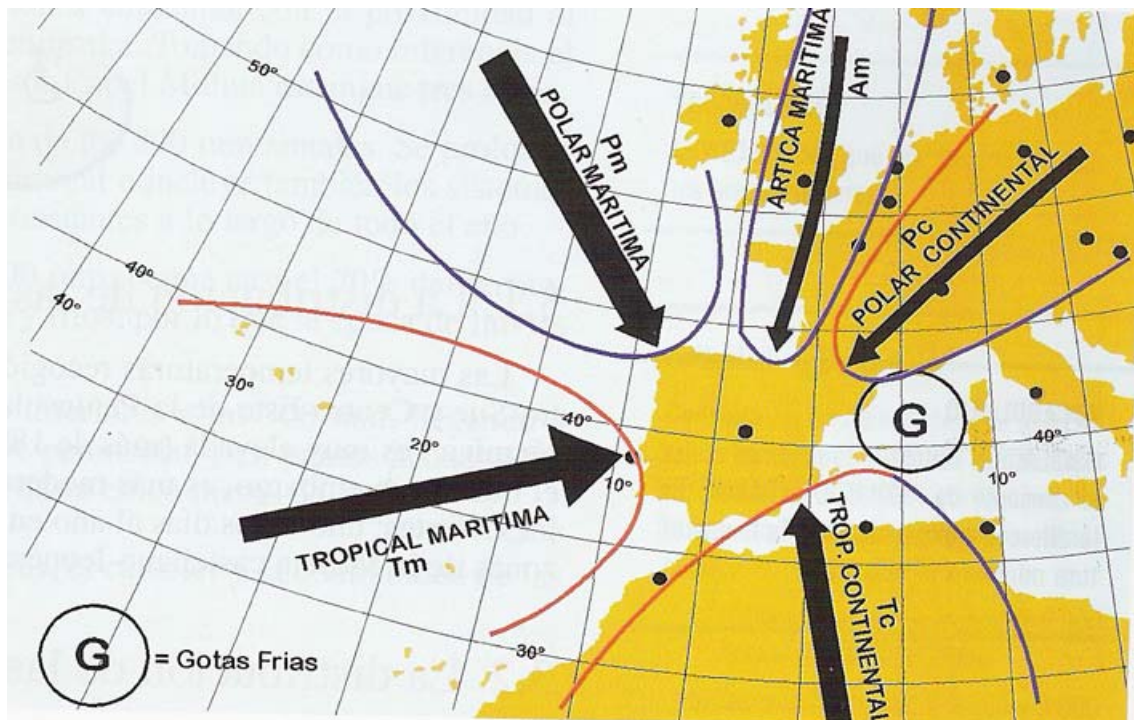 50°
40°
40°
30°
20°
40°
10°
30°
40°
10°
Pm
POLAR MARITIMA
ARTICA MARITIMA
Am
Pc
POLAR CONTINENTAL
TROPICAL MARITIMA
Tm
TROP. CONTINENTAL
Tc
G
G
= Gotas Frias